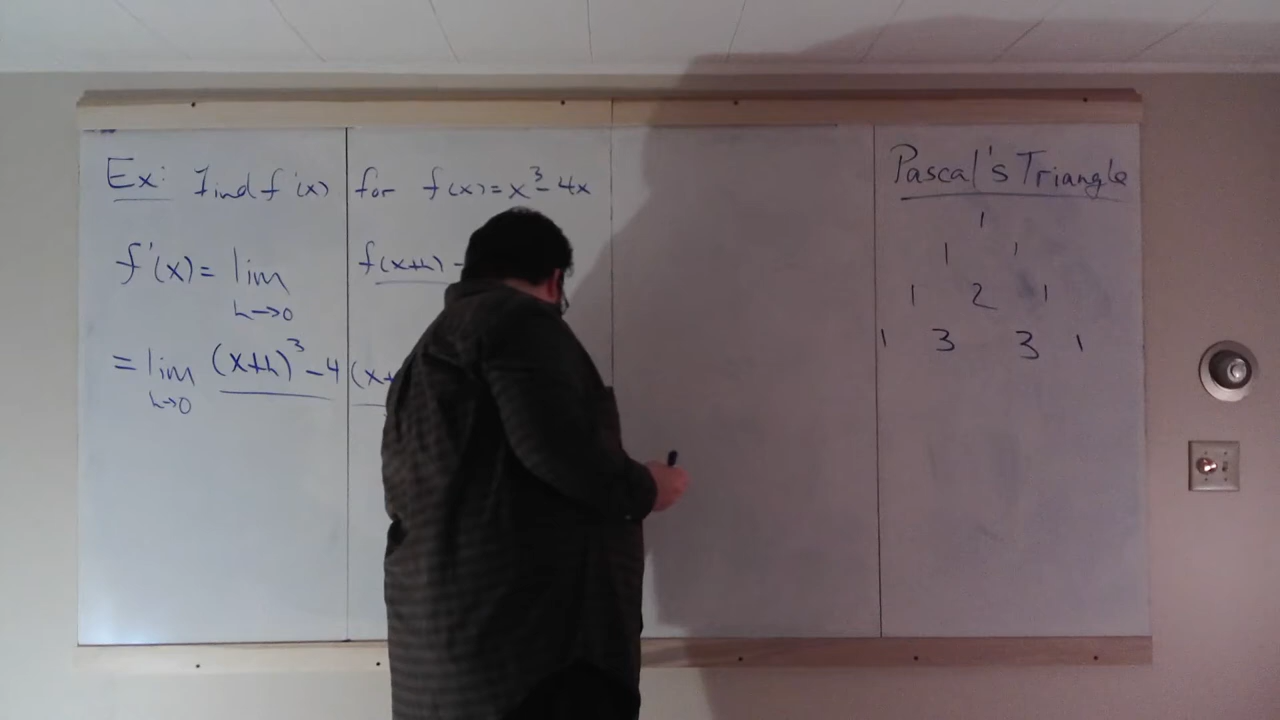 Ex: Find f'(x) for f(x)=x³-4x
f'(x) = lim f(x+h) -
h→0
= lim (x+h)³ - 4(x+
h→0
Pascal's Triangle
1
1 1
1 2 1
1 3 3 1